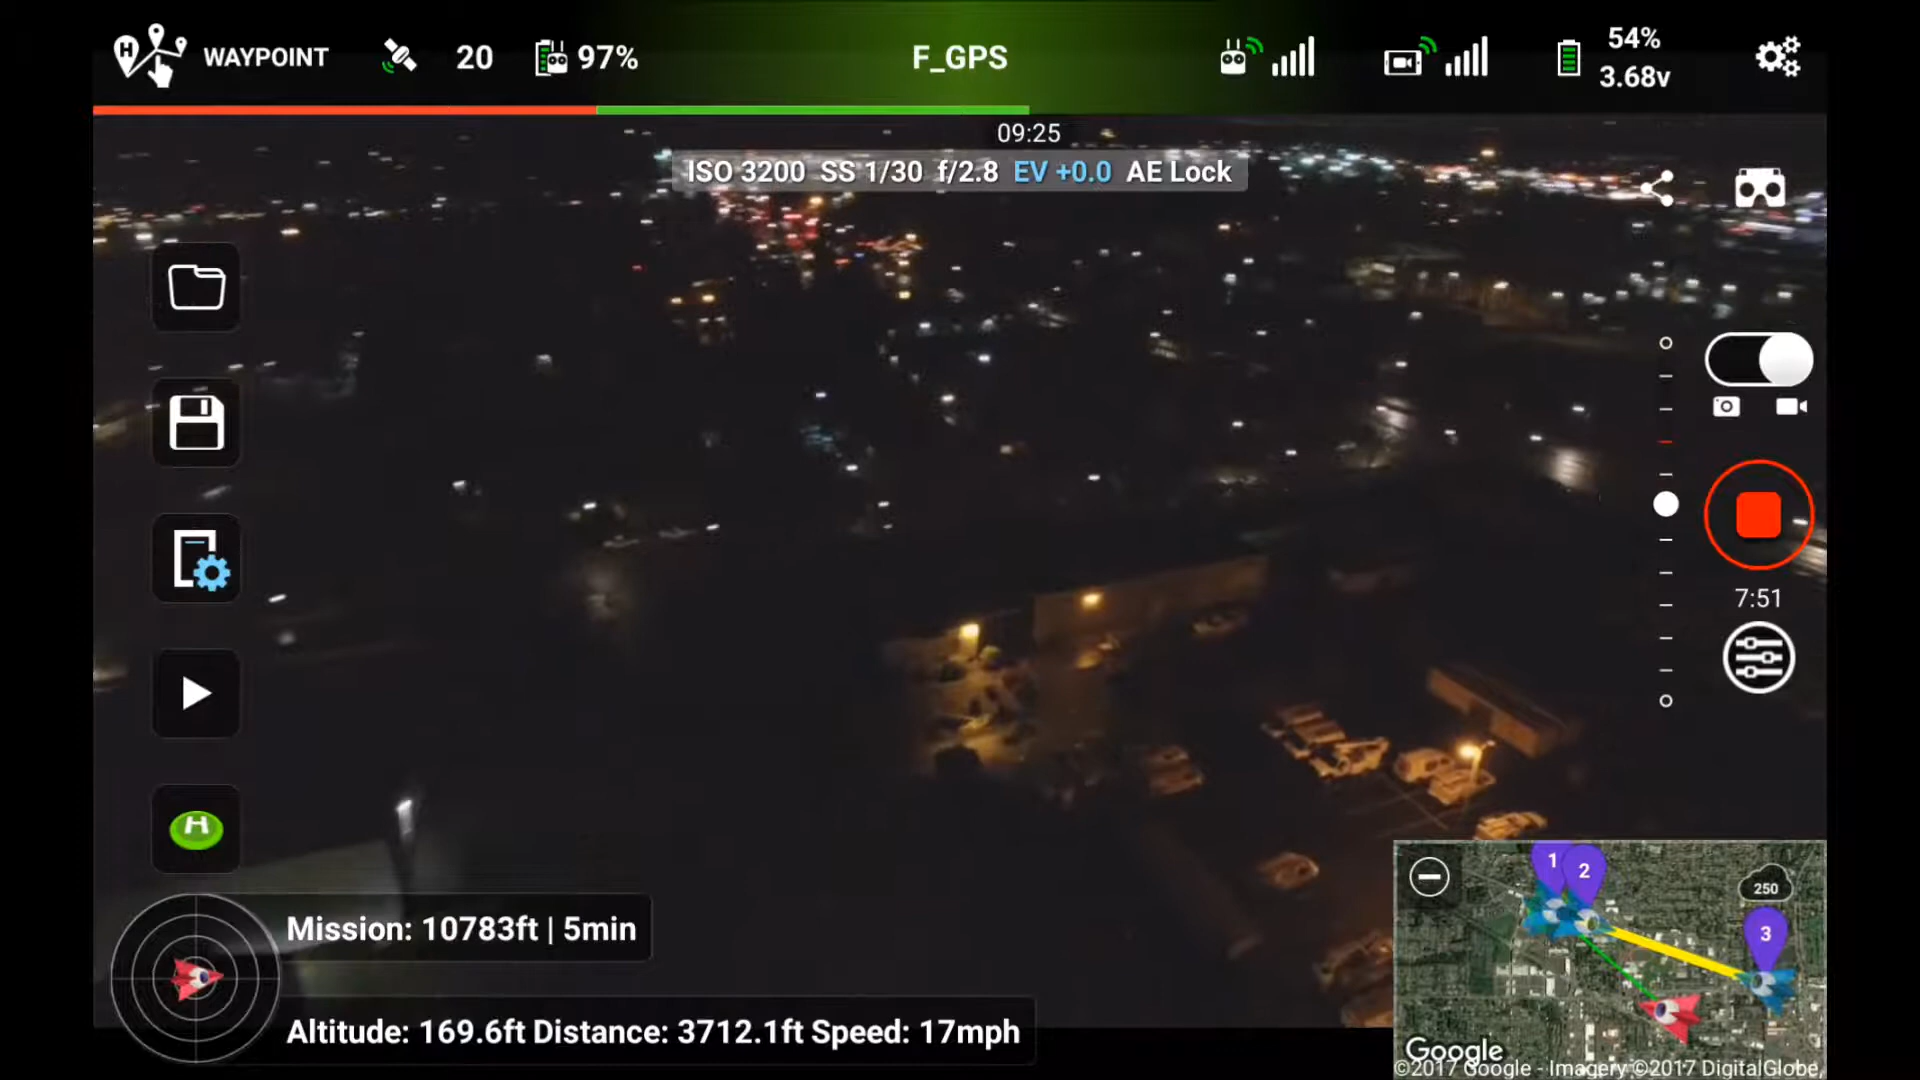 WAYPOINT
20
97%
F_GPS
54%
3.68v
09:25
ISO 3200 SS 1/30 f/2.8 EV +0.0 AE Lock
7:51
H
H
Mission: 10783ft | 5min
Altitude: 169.6ft Distance: 3712.1ft Speed: 17mph
1
2
250
3
Google
©2017 Google - Imagery ©2017 DigitalGlobe,